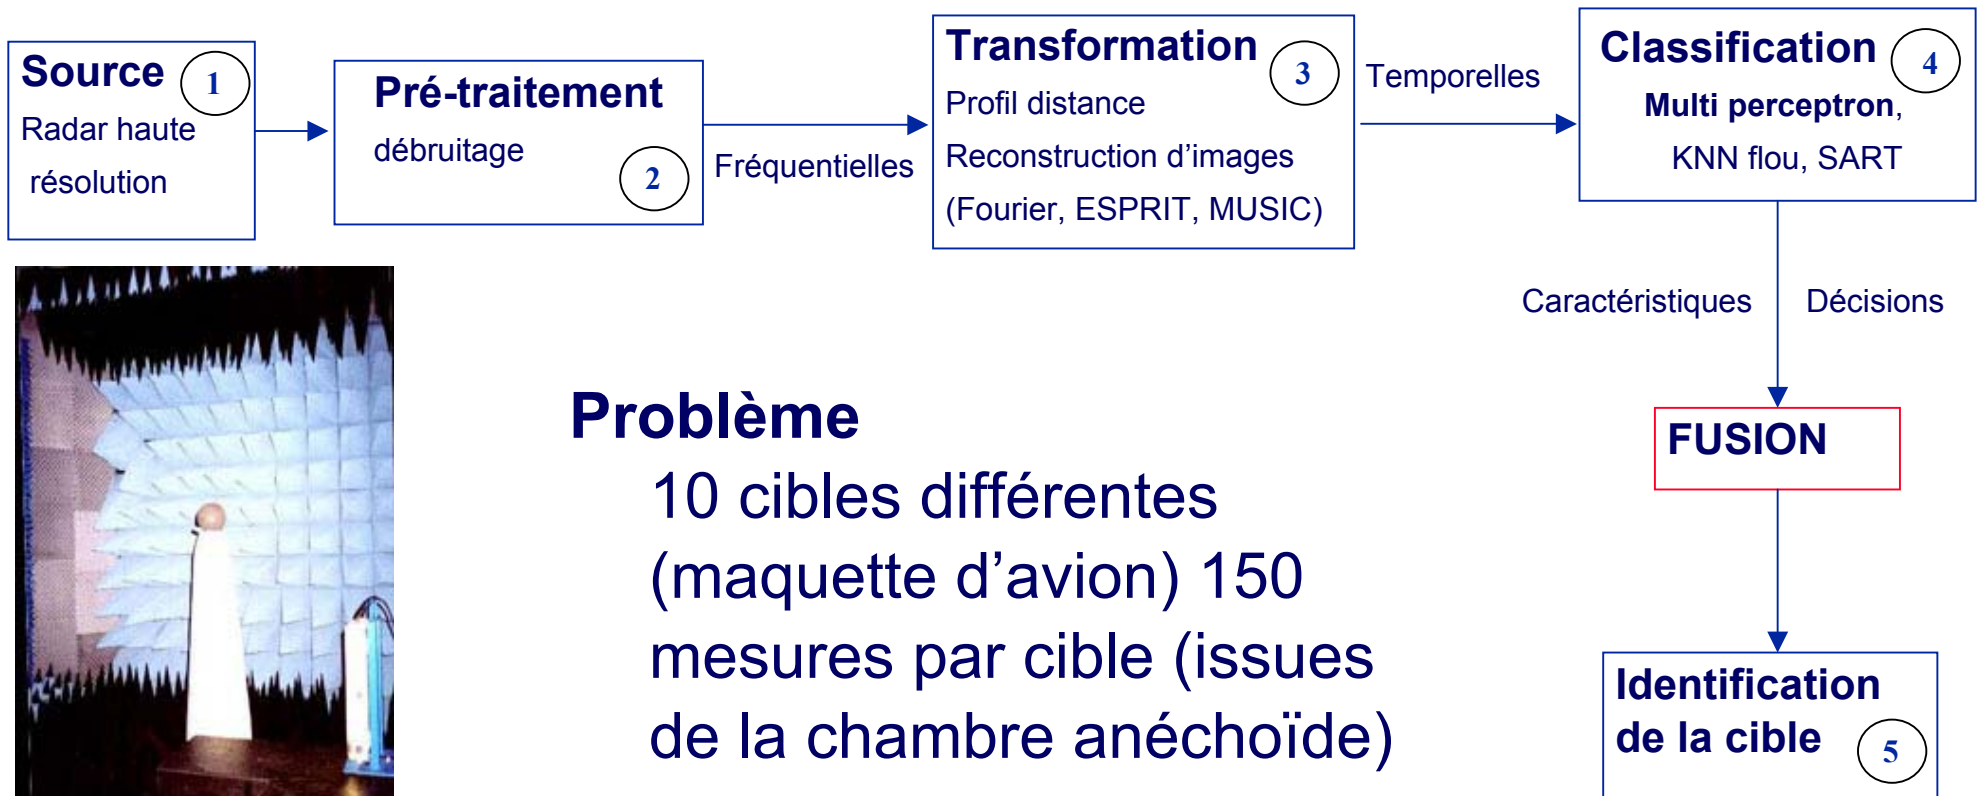 Source
1
Radar haute
résolution
Pré-traitement
débruitage
2
Fréquentielles
Transformation
3
Profil distance
Reconstruction d'images
(Fourier, ESPRIT, MUSIC)
Temporelles
Classification
4
Multi perceptron,
KNN flou, SART
Caractéristiques
Décisions
FUSION
Identification
de la cible
5
Problème
10 cibles différentes
(maquette d'avion) 150
mesures par cible (issues
de la chambre anéchoïde)